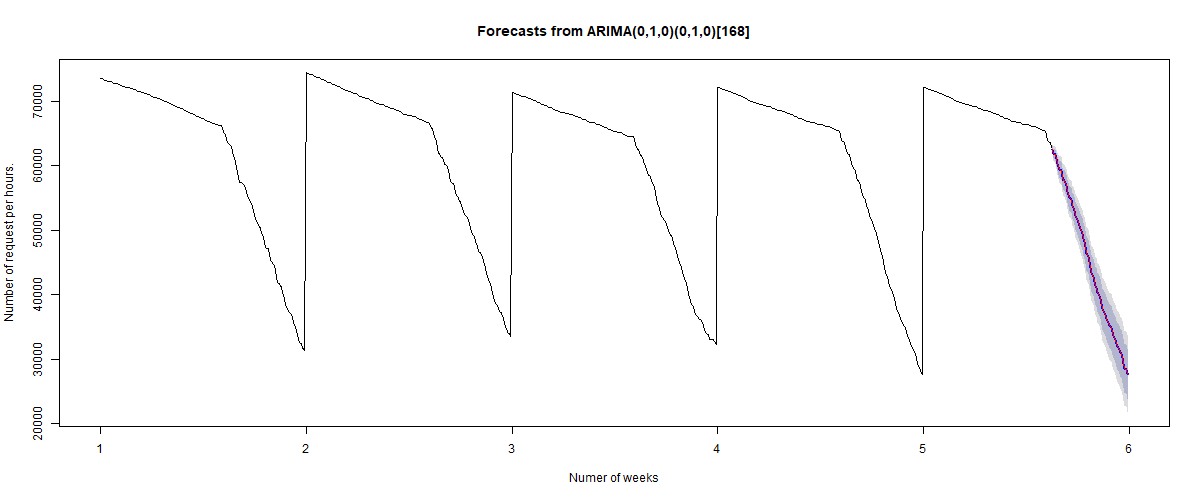 Forecasts from ARIMA(0,1,0)(0,1,0)[168]
Number of request per hours.
70000
60000
50000
40000
30000
20000
1 2 3 4 5 6
Numer of weeks